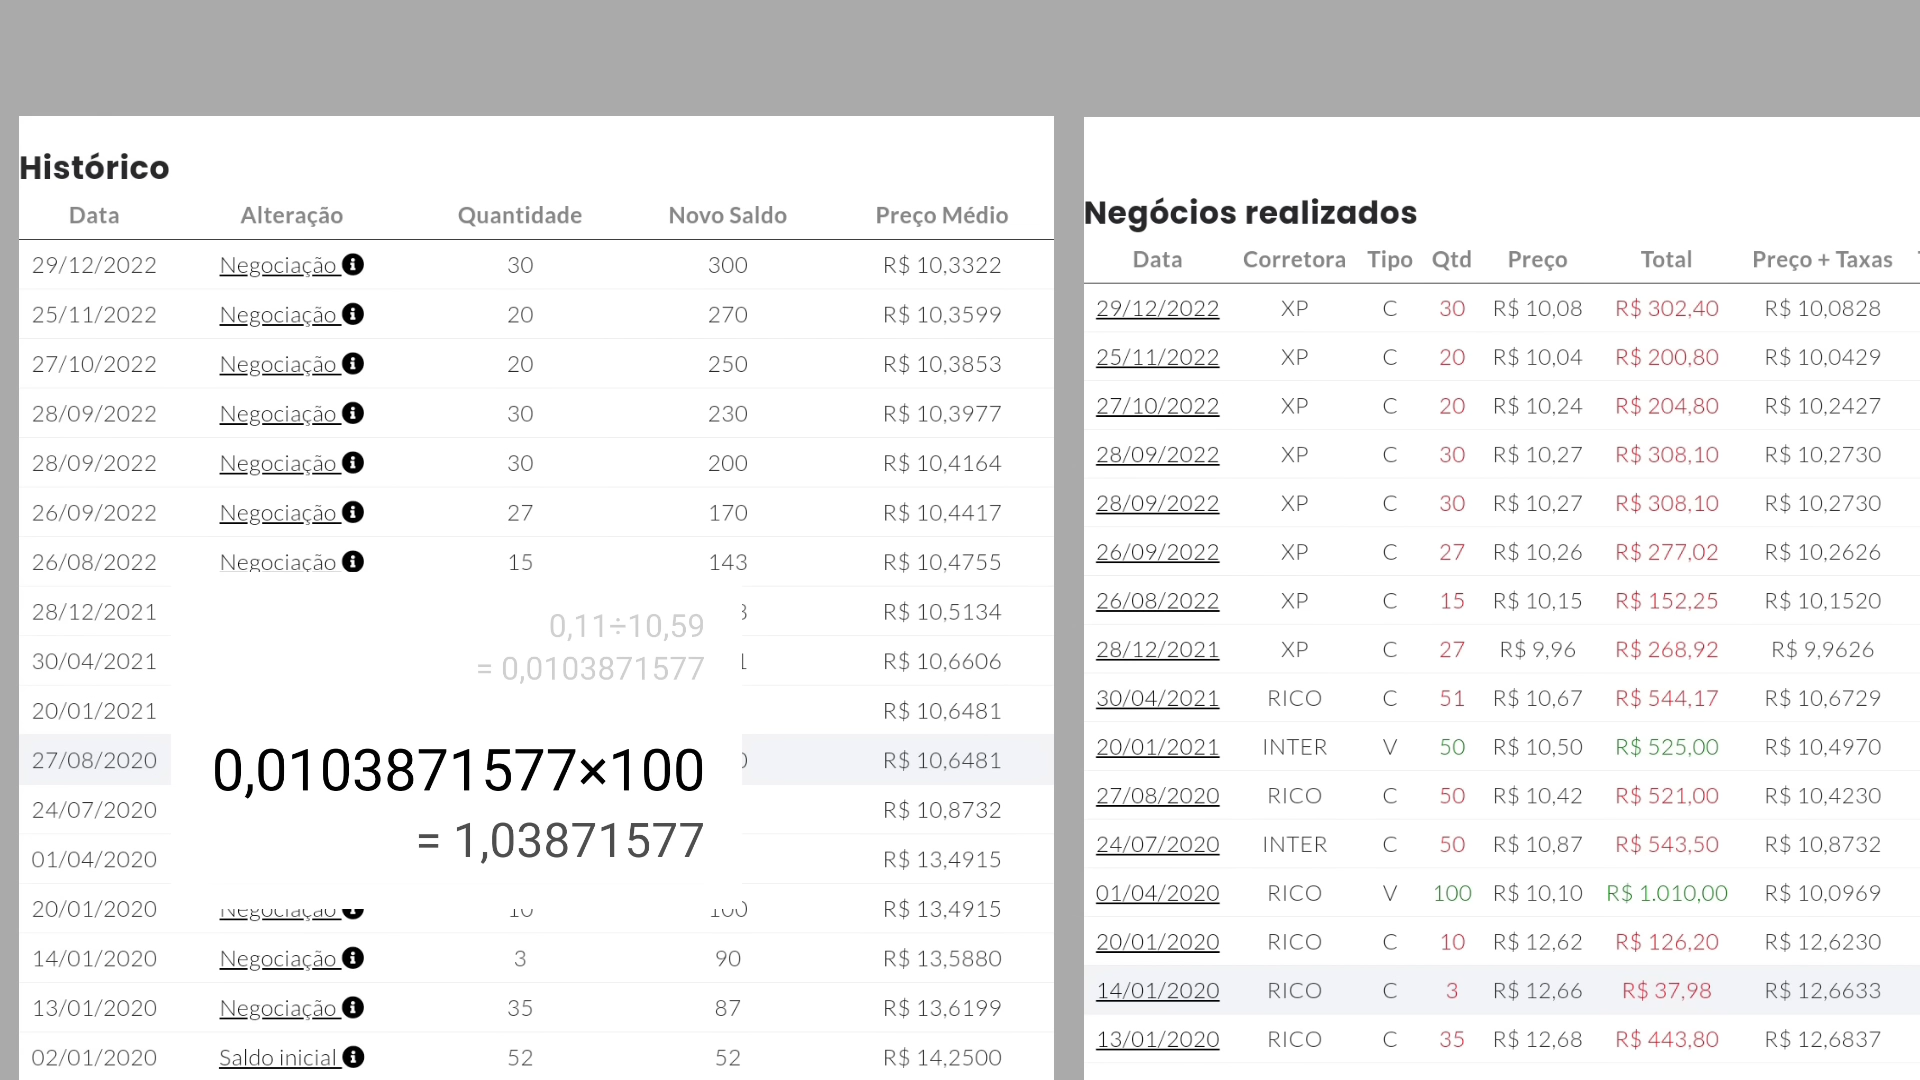 Histórico
Data Alteração Quantidade Novo Saldo Preço Médio
29/12/2022 Negociação 30 300 R$ 10,3322
25/11/2022 Negociação 20 270 R$ 10,3599
27/10/2022 Negociação 20 250 R$ 10,3853
28/09/2022 Negociação 30 230 R$ 10,3977
28/09/2022 Negociação 30 200 R$ 10,4164
26/09/2022 Negociação 27 170 R$ 10,4417
26/08/2022 Negociação 15 143 R$ 10,4755
28/12/2021 R$ 10,5134
30/04/2021 R$ 10,6606
20/01/2021 R$ 10,6481
27/08/2020 R$ 10,6481
24/07/2020 R$ 10,8732
01/04/2020 R$ 13,4915
20/01/2020 Negociação 10 100 R$ 13,4915
14/01/2020 Negociação 3 90 R$ 13,5880
13/01/2020 Negociação 35 87 R$ 13,6199
02/01/2020 Saldo inicial 52 52 R$ 14,2500
0,11÷10,59
= 0,0103871577
0,0103871577×100
= 1,03871577
Negócios realizados
Data Corretora Tipo Qtd Preço Total Preço + Taxas
29/12/2022 XP C 30 R$ 10,08 R$ 302,40 R$ 10,0828
25/11/2022 XP C 20 R$ 10,04 R$ 200,80 R$ 10,0429
27/10/2022 XP C 20 R$ 10,24 R$ 204,80 R$ 10,2427
28/09/2022 XP C 30 R$ 10,27 R$ 308,10 R$ 10,2730
28/09/2022 XP C 30 R$ 10,27 R$ 308,10 R$ 10,2730
26/09/2022 XP C 27 R$ 10,26 R$ 277,02 R$ 10,2626
26/08/2022 XP C 15 R$ 10,15 R$ 152,25 R$ 10,1520
28/12/2021 XP C 27 R$ 9,96 R$ 268,92 R$ 9,9626
30/04/2021 RICO C 51 R$ 10,67 R$ 544,17 R$ 10,6729
20/01/2021 INTER V 50 R$ 10,50 R$ 525,00 R$ 10,4970
27/08/2020 RICO C 50 R$ 10,42 R$ 521,00 R$ 10,4230
24/07/2020 INTER C 50 R$ 10,87 R$ 543,50 R$ 10,8732
01/04/2020 RICO V 100 R$ 10,10 R$ 1.010,00 R$ 10,0969
20/01/2020 RICO C 10 R$ 12,62 R$ 126,20 R$ 12,6230
14/01/2020 RICO C 3 R$ 12,66 R$ 37,98 R$ 12,6633
13/01/2020 RICO C 35 R$ 12,68 R$ 443,80 R$ 12,6837